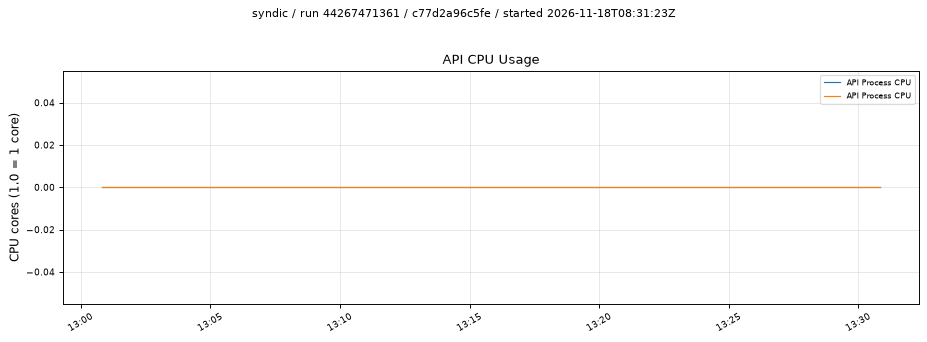 syndic / run 44267471361 / c77d2a96c5fe / started 2026-11-18T08:31:23Z
API CPU Usage
API Process CPU
API Process CPU
CPU cores (1.0 = 1 core)
0.04
0.02
0.00
−0.02
−0.04
13:00
13:05
13:10
13:15
13:20
13:25
13:30